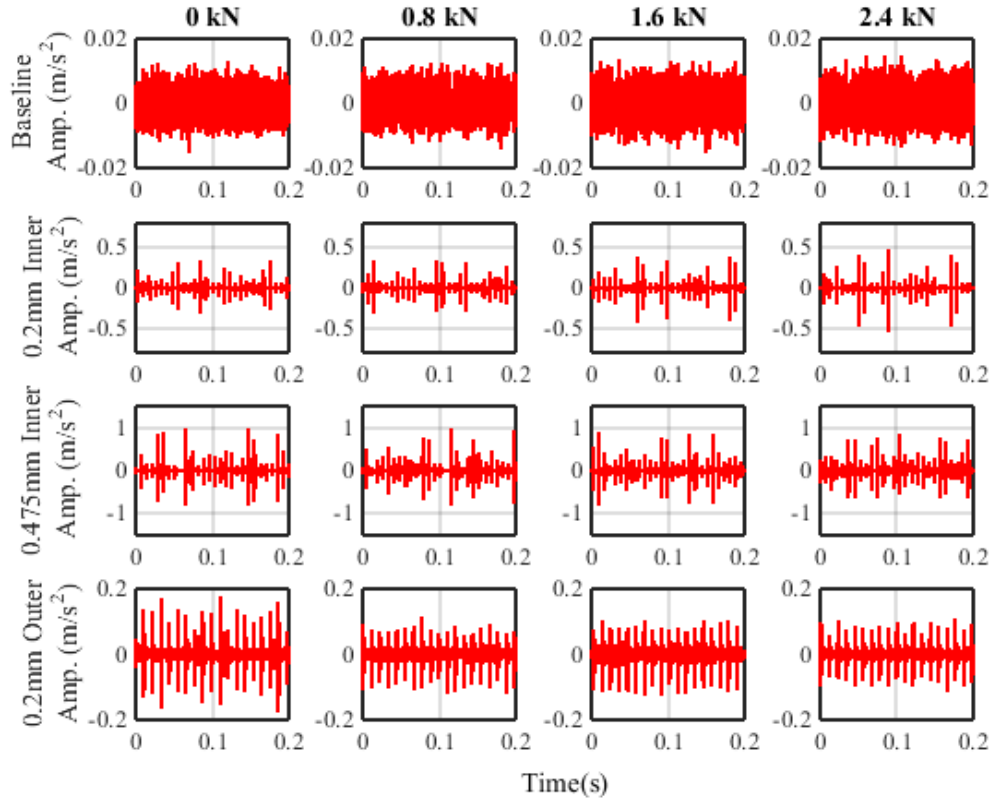 0 kN 0.8 kN 1.6 kN 2.4 kN
Baseline
Amp. (m/s²)
0.02 0.02 0.02 0.02
0 0 0 0
-0.02 -0.02 -0.02 -0.02
0 0.1 0.2 0 0.1 0.2 0 0.1 0.2 0 0.1 0.2
0.2mm Inner
Amp. (m/s²)
0.5 0.5 0.5 0.5
0 0 0 0
-0.5 -0.5 -0.5 -0.5
0 0.1 0.2 0 0.1 0.2 0 0.1 0.2 0 0.1 0.2
0.475mm Inner
Amp. (m/s²)
1 1 1 1
0 0 0 0
-1 -1 -1 -1
0 0.1 0.2 0 0.1 0.2 0 0.1 0.2 0 0.1 0.2
0.2mm Outer
Amp. (m/s²)
0.2 0.2 0.2 0.2
0 0 0 0
-0.2 -0.2 -0.2 -0.2
0 0.1 0.2 0 0.1 0.2 0 0.1 0.2 0 0.1 0.2
Time(s)